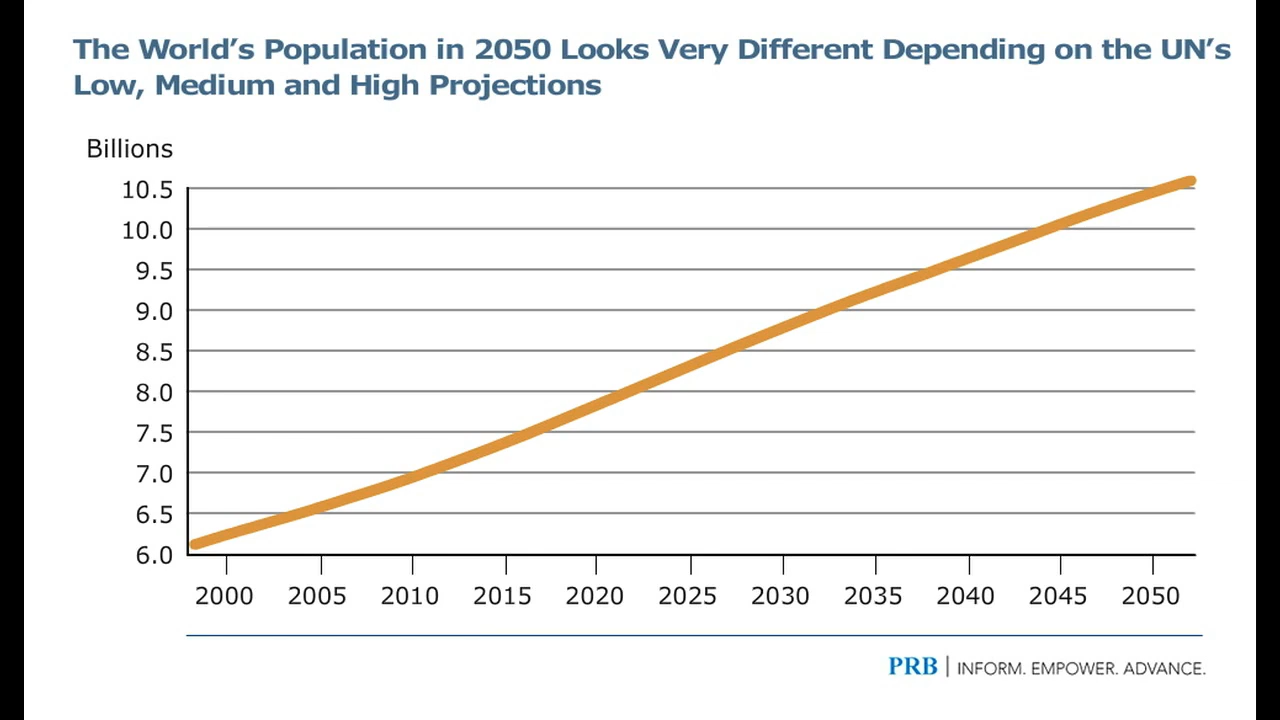 The World’s Population in 2050 Looks Very Different Depending on the UN’s
Low, Medium and High Projections
Billions
10.5
10.0
9.5
9.0
8.5
8.0
7.5
7.0
6.5
6.0
2000 2005 2010 2015 2020 2025 2030 2035 2040 2045 2050
PRB | INFORM. EMPOWER. ADVANCE.